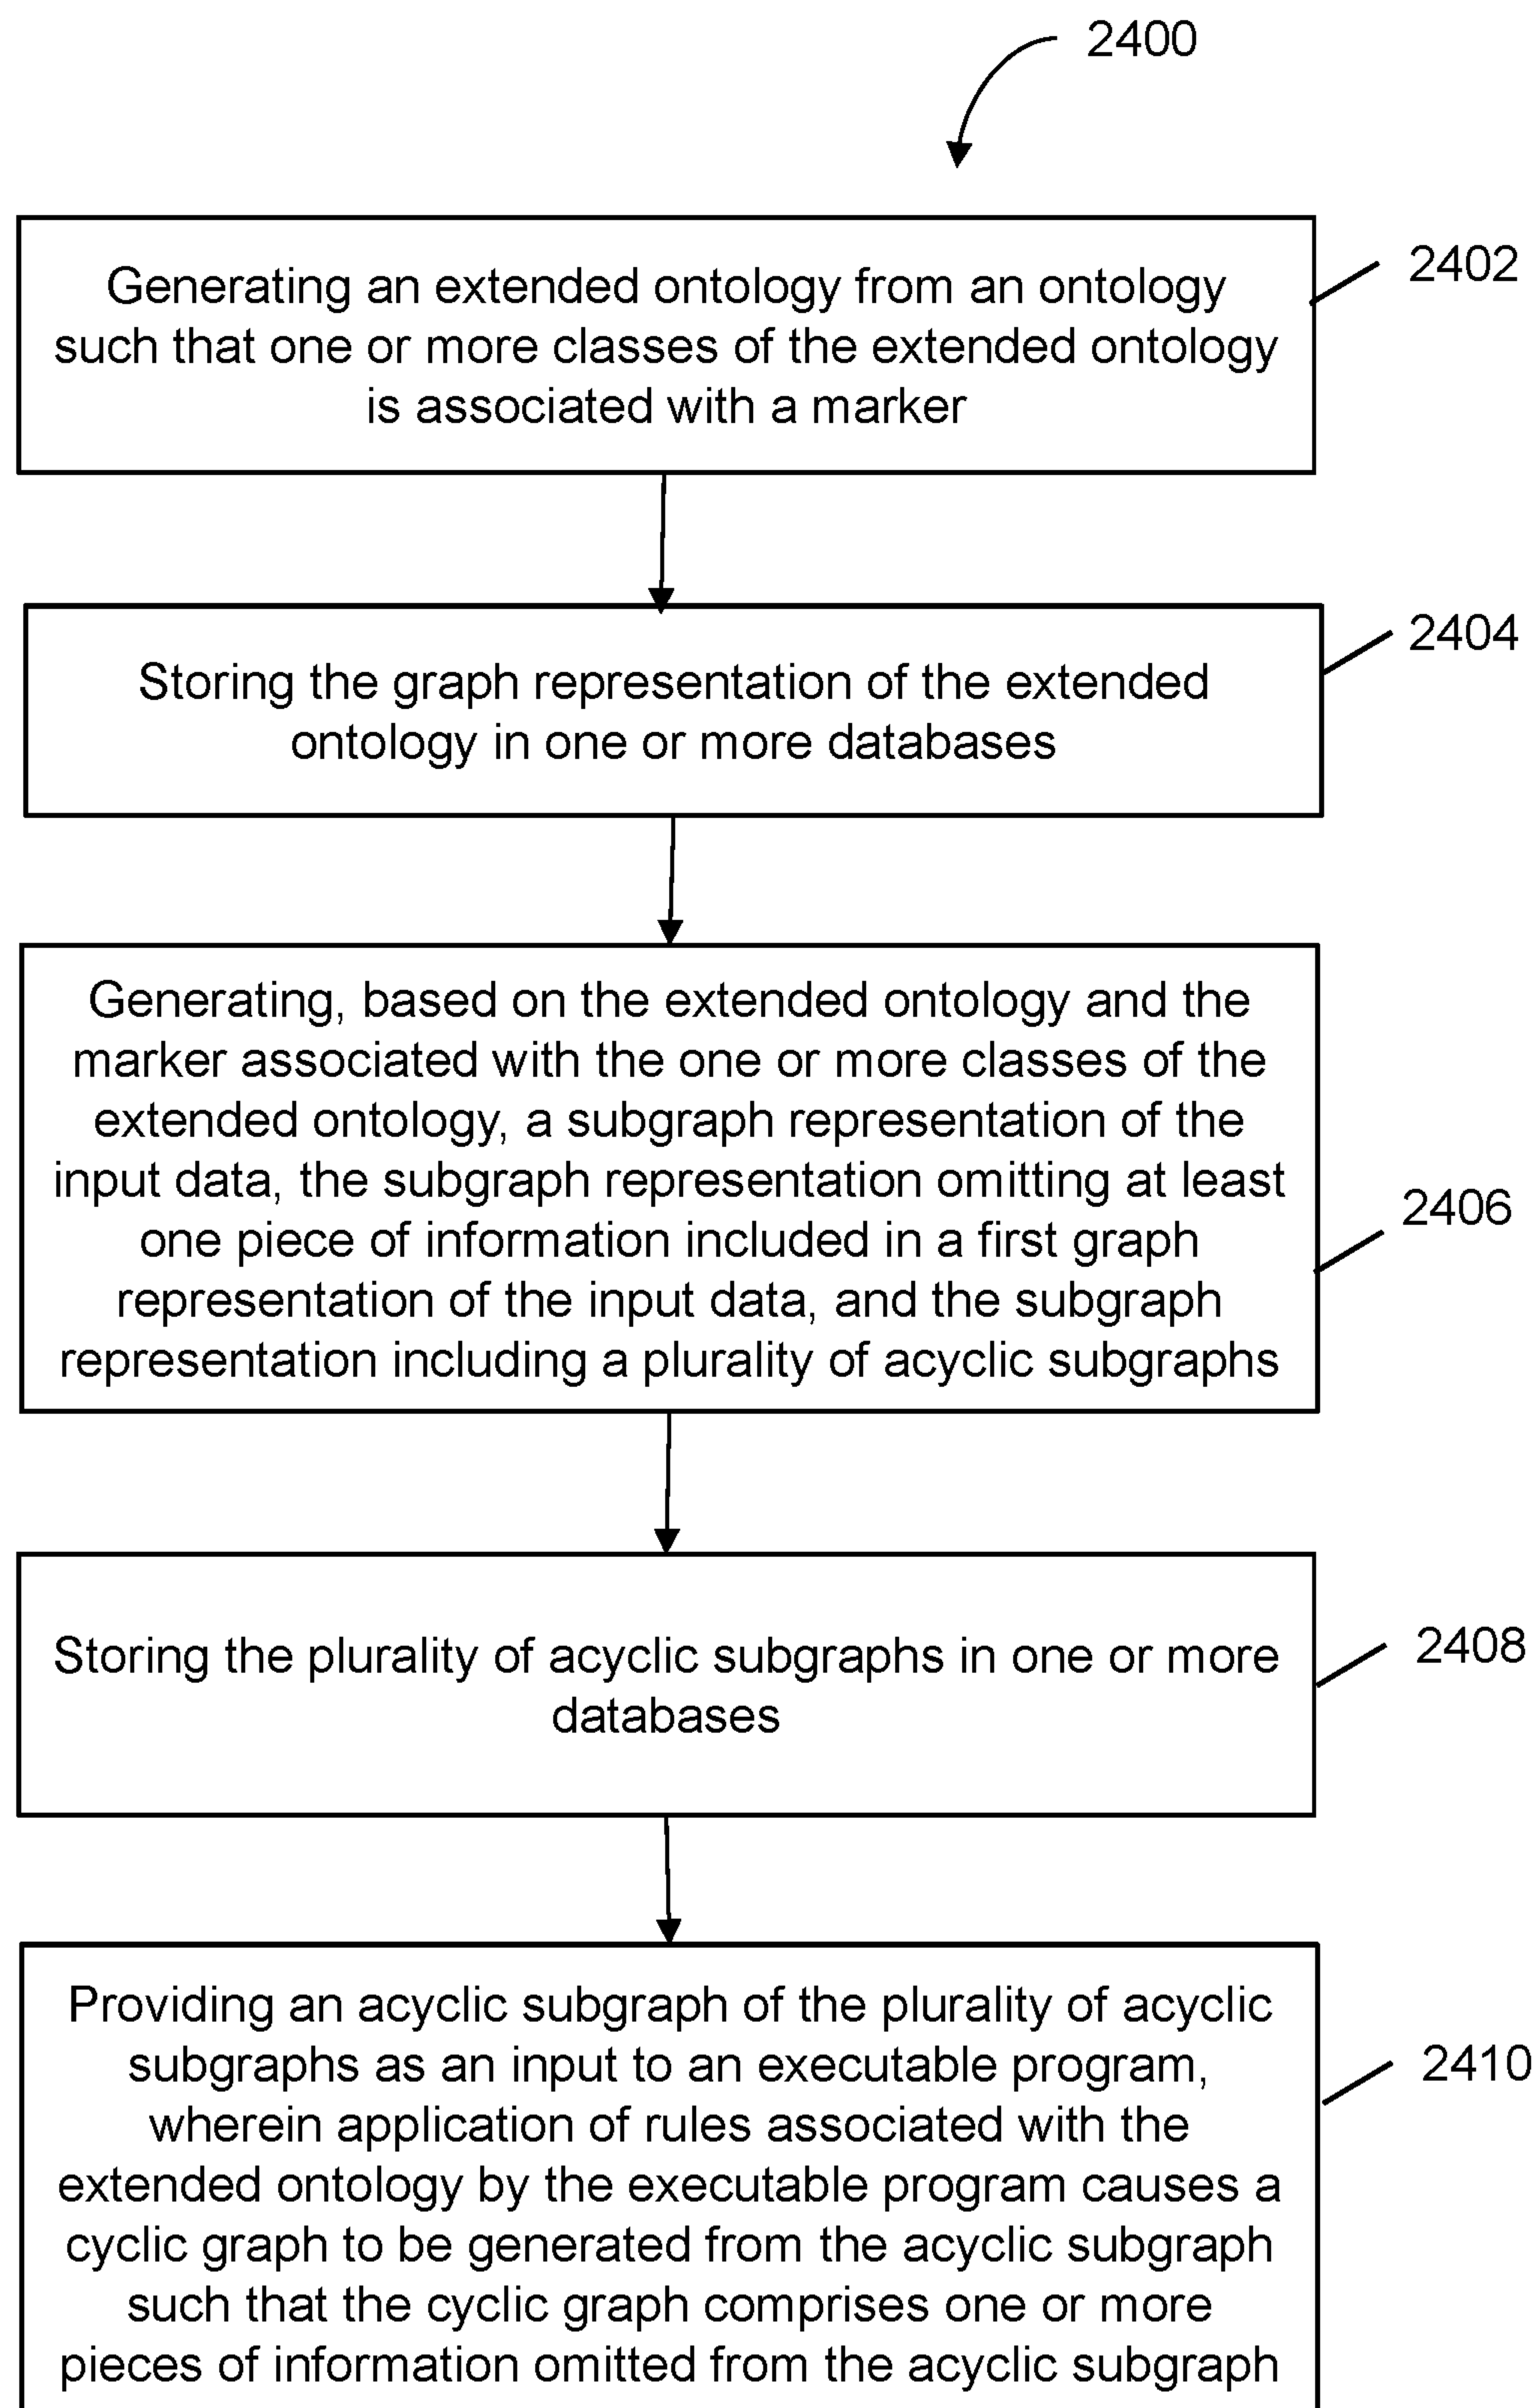 2400
Generating an extended ontology from an ontology
such that one or more classes of the extended ontology
is associated with a marker
2402
Storing the graph representation of the extended
ontology in one or more databases
2404
Generating, based on the extended ontology and the
marker associated with the one or more classes of the
extended ontology, a subgraph representation of the
input data, the subgraph representation omitting at least
one piece of information included in a first graph
representation of the input data, and the subgraph
representation including a plurality of acyclic subgraphs
2406
Storing the plurality of acyclic subgraphs in one or more
databases
2408
Providing an acyclic subgraph of the plurality of acyclic
subgraphs as an input to an executable program,
wherein application of rules associated with the
extended ontology by the executable program causes a
cyclic graph to be generated from the acyclic subgraph
such that the cyclic graph comprises one or more
pieces of information omitted from the acyclic subgraph
2410